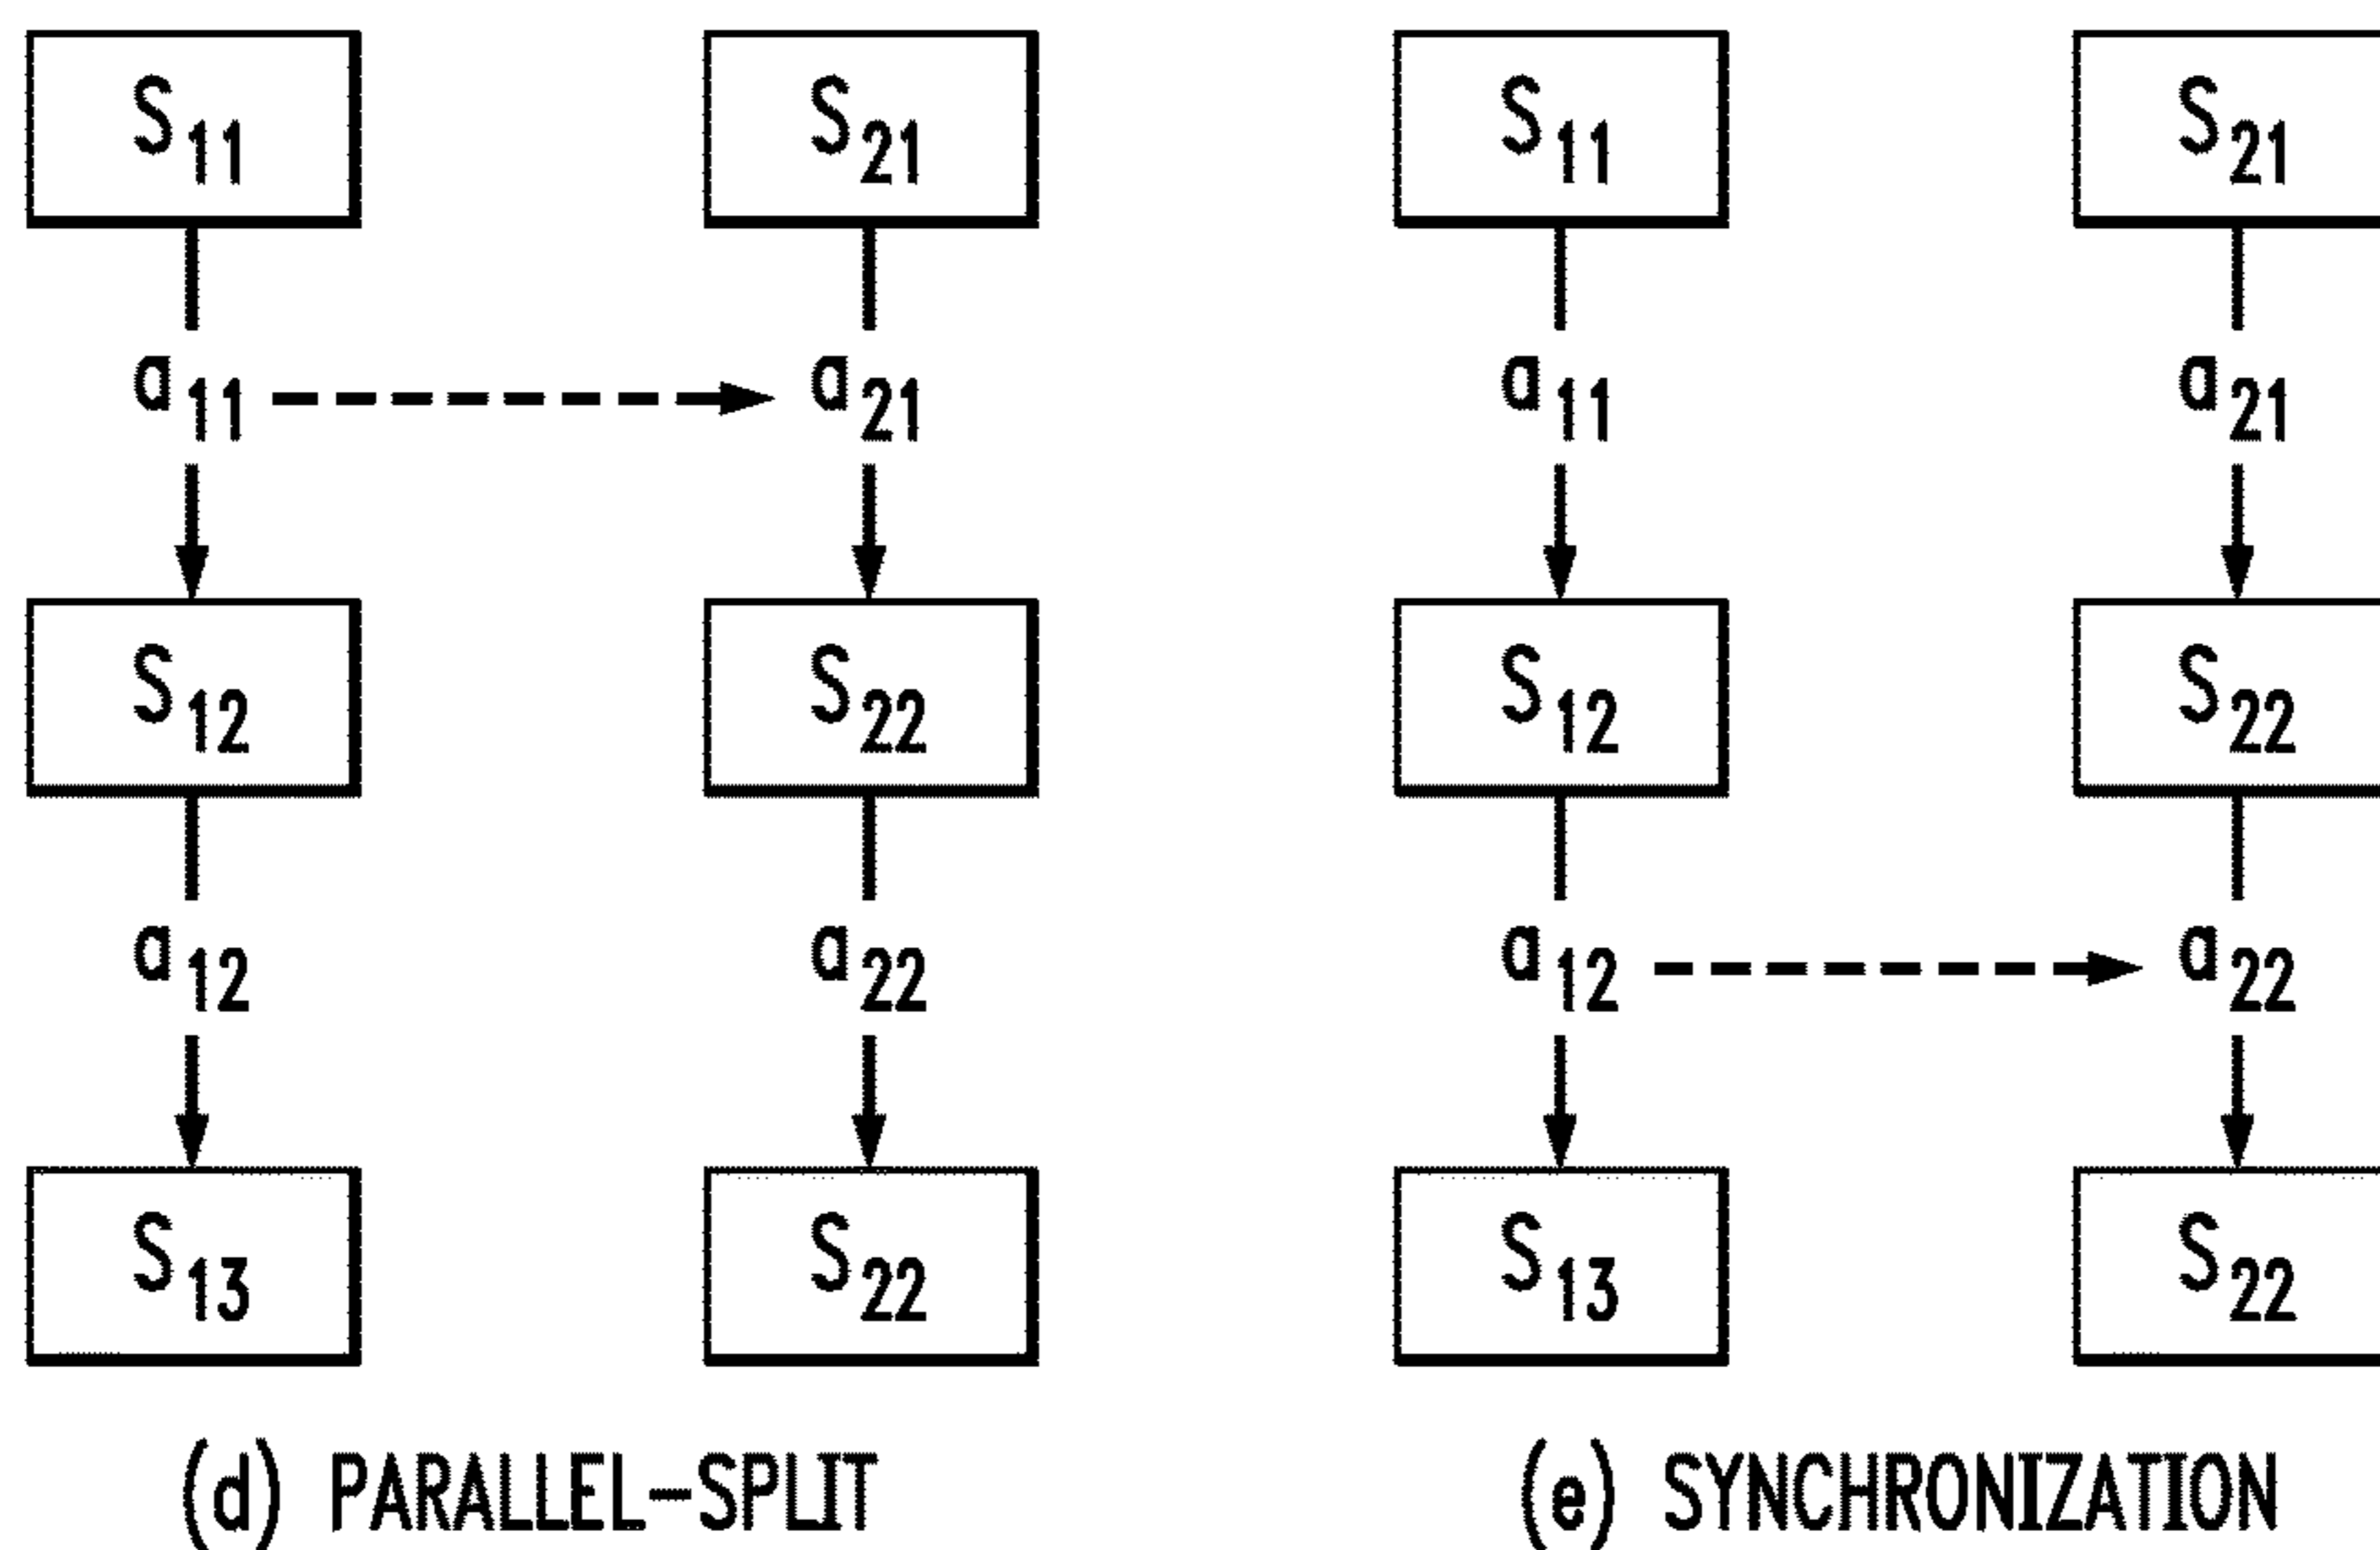 S11 S21 S11 S21
a11 a21 a11 a21
S12 S22 S12 S22
a12 a22 a12 a22
S13 S22 S13 S22
(d) PARALLEL-SPLIT (e) SYNCHRONIZATION